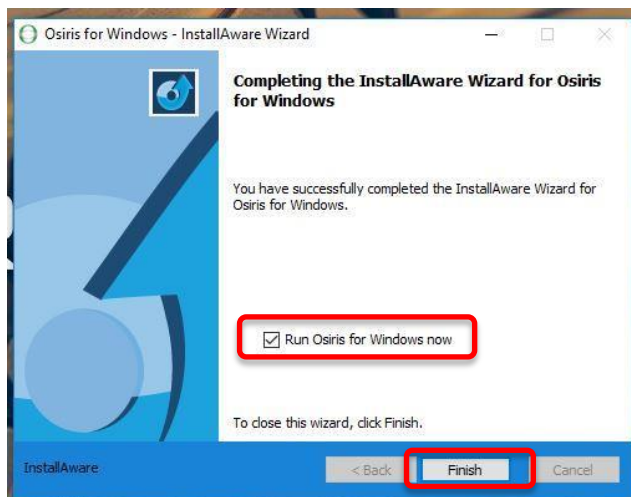 Osiris for Windows - InstallAware Wizard
Completing the InstallAware Wizard for Osiris
for Windows
You have successfully completed the InstallAware Wizard for
Osiris for Windows.
Run Osiris for Windows now
To close this wizard, click Finish.
InstallAware
< Back
Finish
Cancel